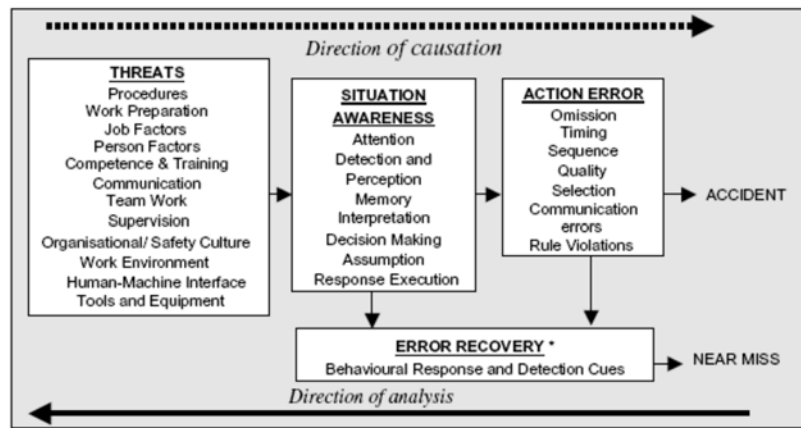 Direction of causation
THREATS
Procedures
Work Preparation
Job Factors
Person Factors
Competence & Training
Communication
Team Work
Supervision
Organisational/ Safety Culture
Work Environment
Human-Machine Interface
Tools and Equipment
SITUATION
AWARENESS
Attention
Detection and
Perception
Memory
Interpretation
Decision Making
Assumption
Response Execution
ACTION ERROR
Omission
Timing
Sequence
Quality
Selection
Communication
errors
Rule Violations
ACCIDENT
ERROR RECOVERY *
Behavioural Response and Detection Cues
NEAR MISS
Direction of analysis